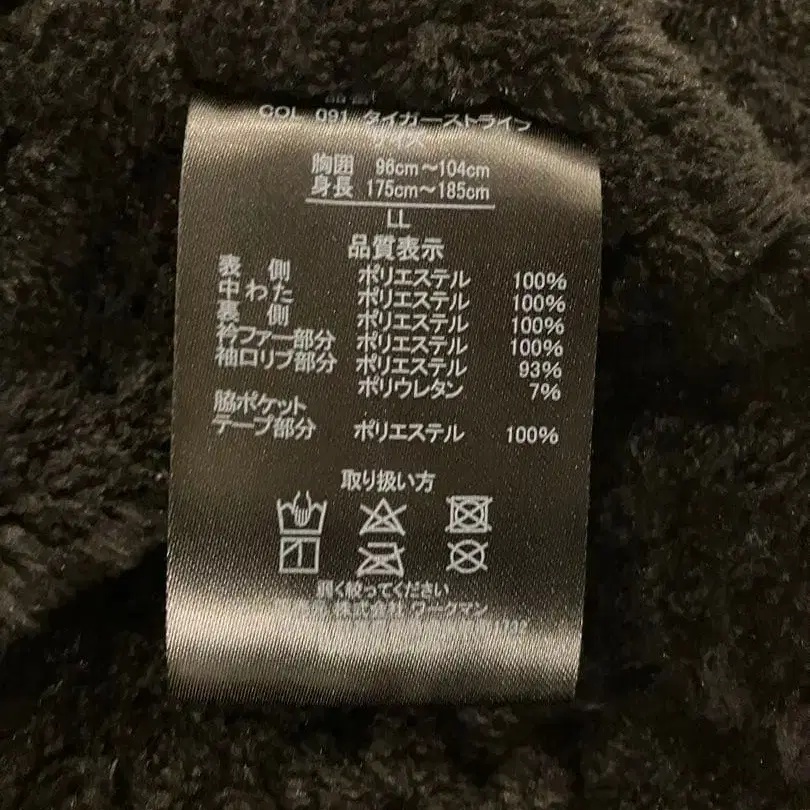 COL 091 タイガーストライプ
サイズ
胸囲 96cm～104cm
身長 175cm～185cm
LL
品質表示
表 側 ポリエステル 100%
中わた ポリエステル 100%
裏 側 ポリエステル 100%
衿ファー部分 ポリエステル 100%
袖口リブ部分 ポリエステル 93%
ポリウレタン 7%
脇ポケット
テープ部分 ポリエステル 100%
取り扱い方
弱く絞ってください
株式会社 ワークマン